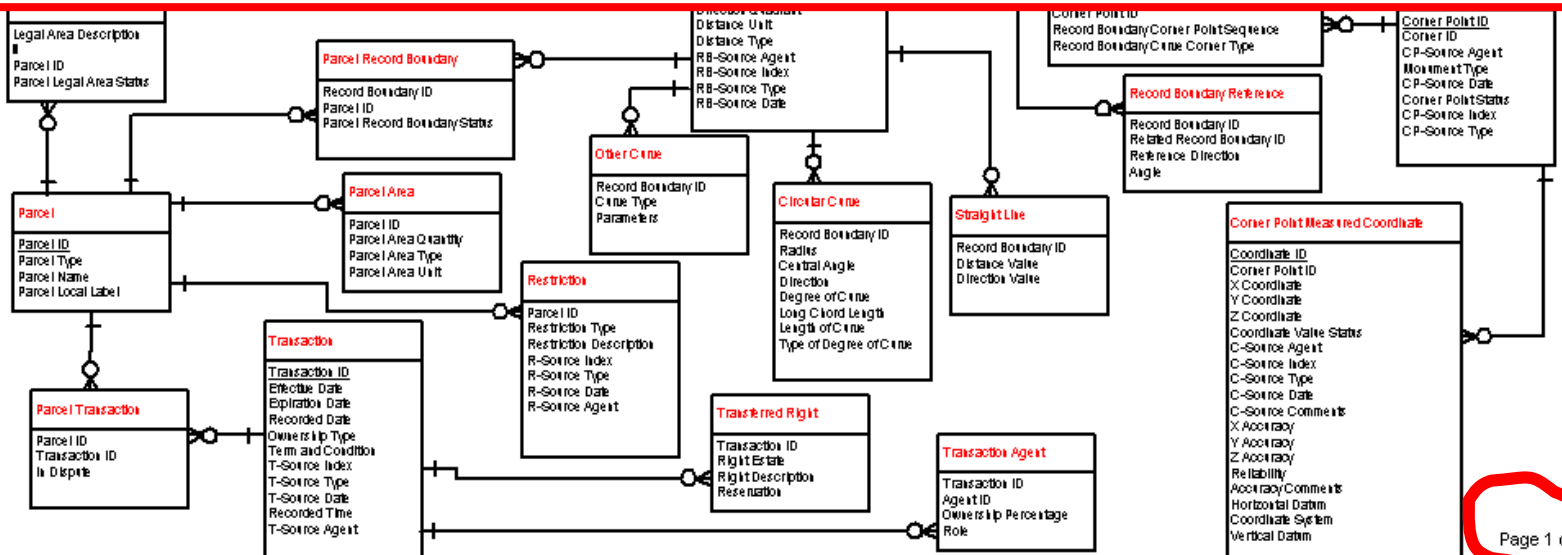 Legal Area Description
Parcel ID
Parcel Legal Area Status
Parcel Record Boundary
Record Boundary ID
Parcel ID
Parcel Record Boundary Status
Distance Unit
Distance Type
RB-Source Agent
RB-Source Index
RB-Source Type
RB-Source Date
Corner Point ID
Record Boundary Corner Point Sequence
Record Boundary Curve Corner Type
Corner Point ID
Corner ID
CP-Source Agent
Monument Type
CP-Source Date
Corner Point Status
CP-Source Index
CP-Source Type
Record Boundary Reference
Record Boundary ID
Related Record Boundary ID
Reference Direction
Angle
Other Curve
Record Boundary ID
Curve Type
Parameters
Parcel
Parcel ID
Parcel Type
Parcel Name
Parcel Local Label
Parcel Area
Parcel ID
Parcel Area Quantity
Parcel Area Type
Parcel Area Unit
Circular Curve
Record Boundary ID
Radius
Central Angle
Direction
Degree of Curve
Long Chord Length
Length of Curve
Type of Degree of Curve
Straight Line
Record Boundary ID
Distance Value
Direction Value
Corner Point Measured Coordinate
Coordinate ID
Corner Point ID
X Coordinate
Y Coordinate
Z Coordinate
Coordinate Value Status
C-Source Agent
C-Source Index
C-Source Type
C-Source Date
C-Source Comments
X Accuracy
Y Accuracy
Z Accuracy
Reliability
Accuracy Comments
Horizontal Datum
Coordinate System
Vertical Datum
Restriction
Parcel ID
Restriction Type
Restriction Description
R-Source Index
R-Source Type
R-Source Date
R-Source Agent
Transaction
Transaction ID
Effective Date
Expiration Date
Recorded Date
Ownership Type
Term and Condition
T-Source Index
T-Source Type
T-Source Date
Recorded Time
T-Source Agent
Parcel Transaction
Parcel ID
Transaction ID
In Dispute
Transferred Right
Transaction ID
Right Estate
Right Description
Reservation
Transaction Agent
Transaction ID
Agent ID
Ownership Percentage
Role
Page 1